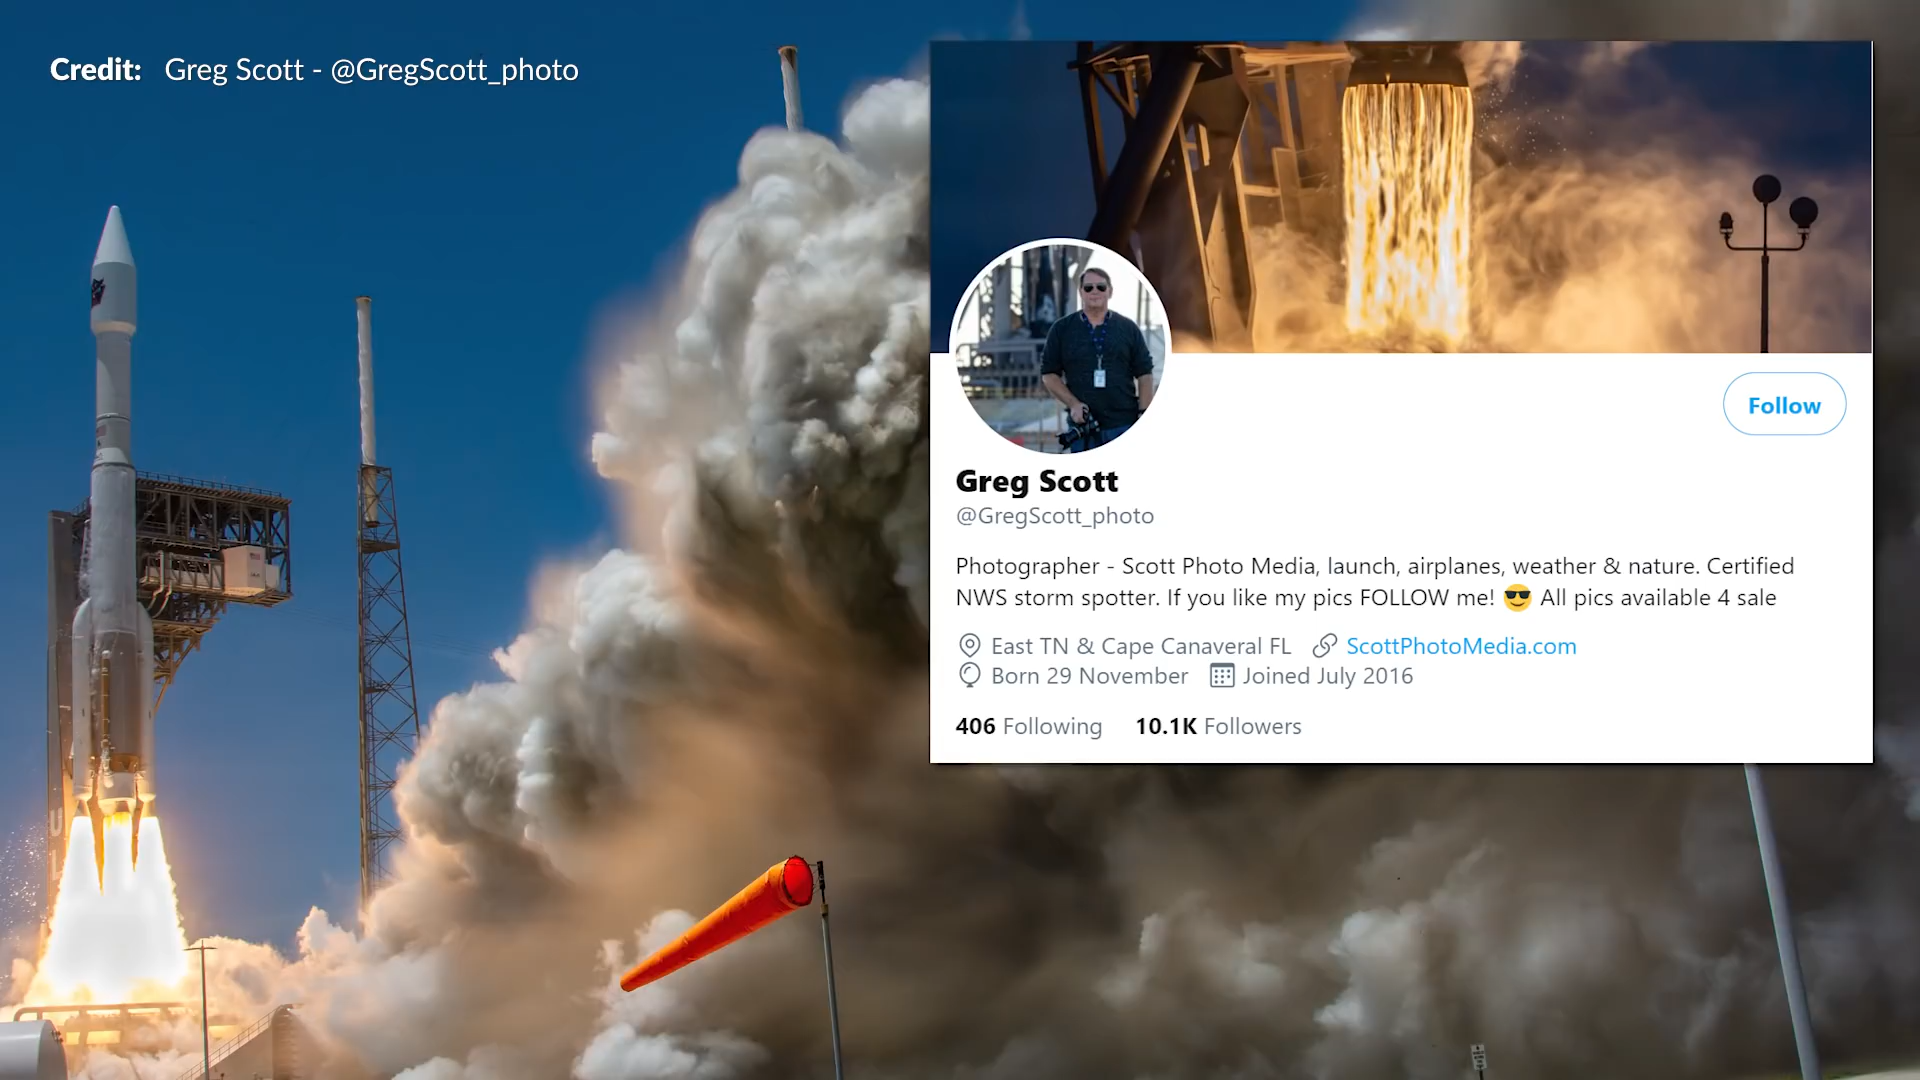 Credit: Greg Scott - @GregScott_photo
Follow
Greg Scott
@GregScott_photo
Photographer - Scott Photo Media, launch, airplanes, weather & nature. Certified
NWS storm spotter. If you like my pics FOLLOW me! 😎 All pics available 4 sale
East TN & Cape Canaveral FL ScottPhotoMedia.com
Born 29 November Joined July 2016
406 Following 10.1K Followers